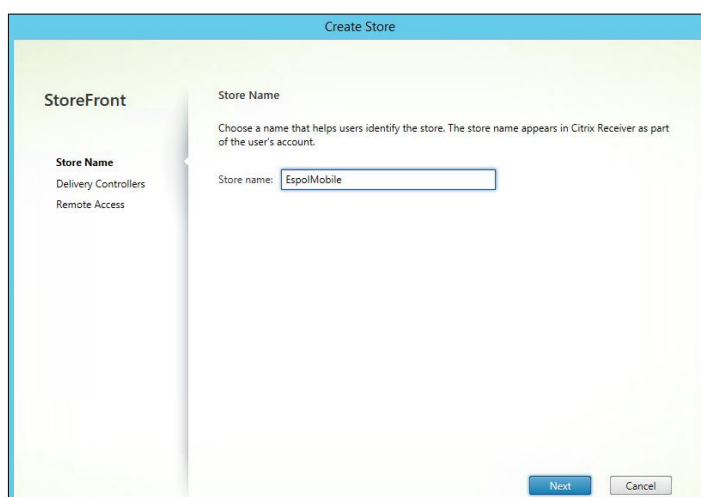 Create Store
StoreFront
Store Name
Delivery Controllers
Remote Access
Store Name
Choose a name that helps users identify the store. The store name appears in Citrix Receiver as part
of the user's account.
Store name: EspolMobile
Next Cancel